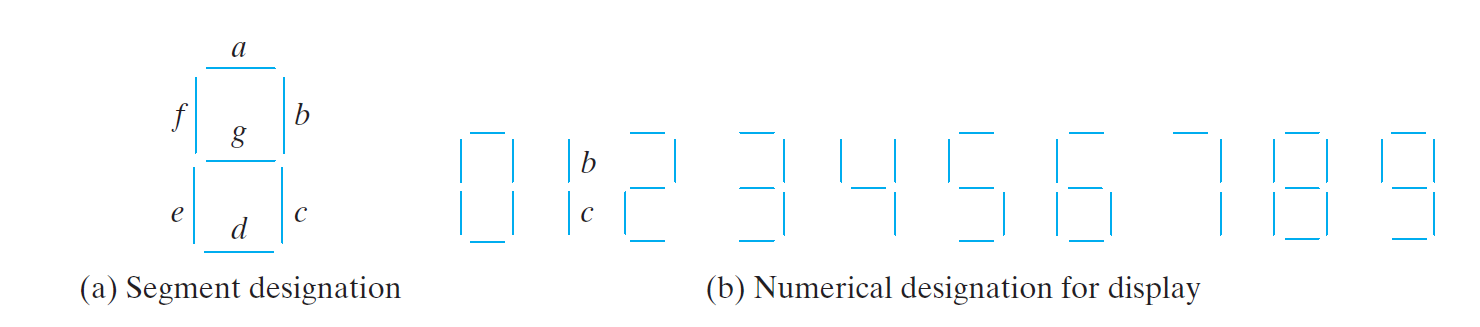 a
f
b
g
e
c
d
b
c
(a) Segment designation
(b) Numerical designation for display